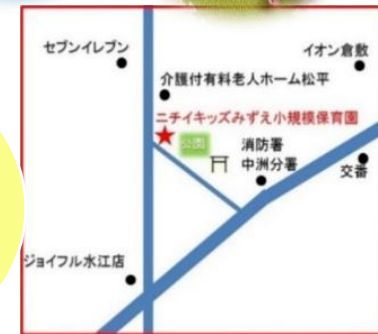 セブンイレブン
イオン倉敷
介護付有料老人ホーム松平
ニチイキッズみずえ小規模保育園
公園
消防署
中洲分署
交番
ジョイフル水江店